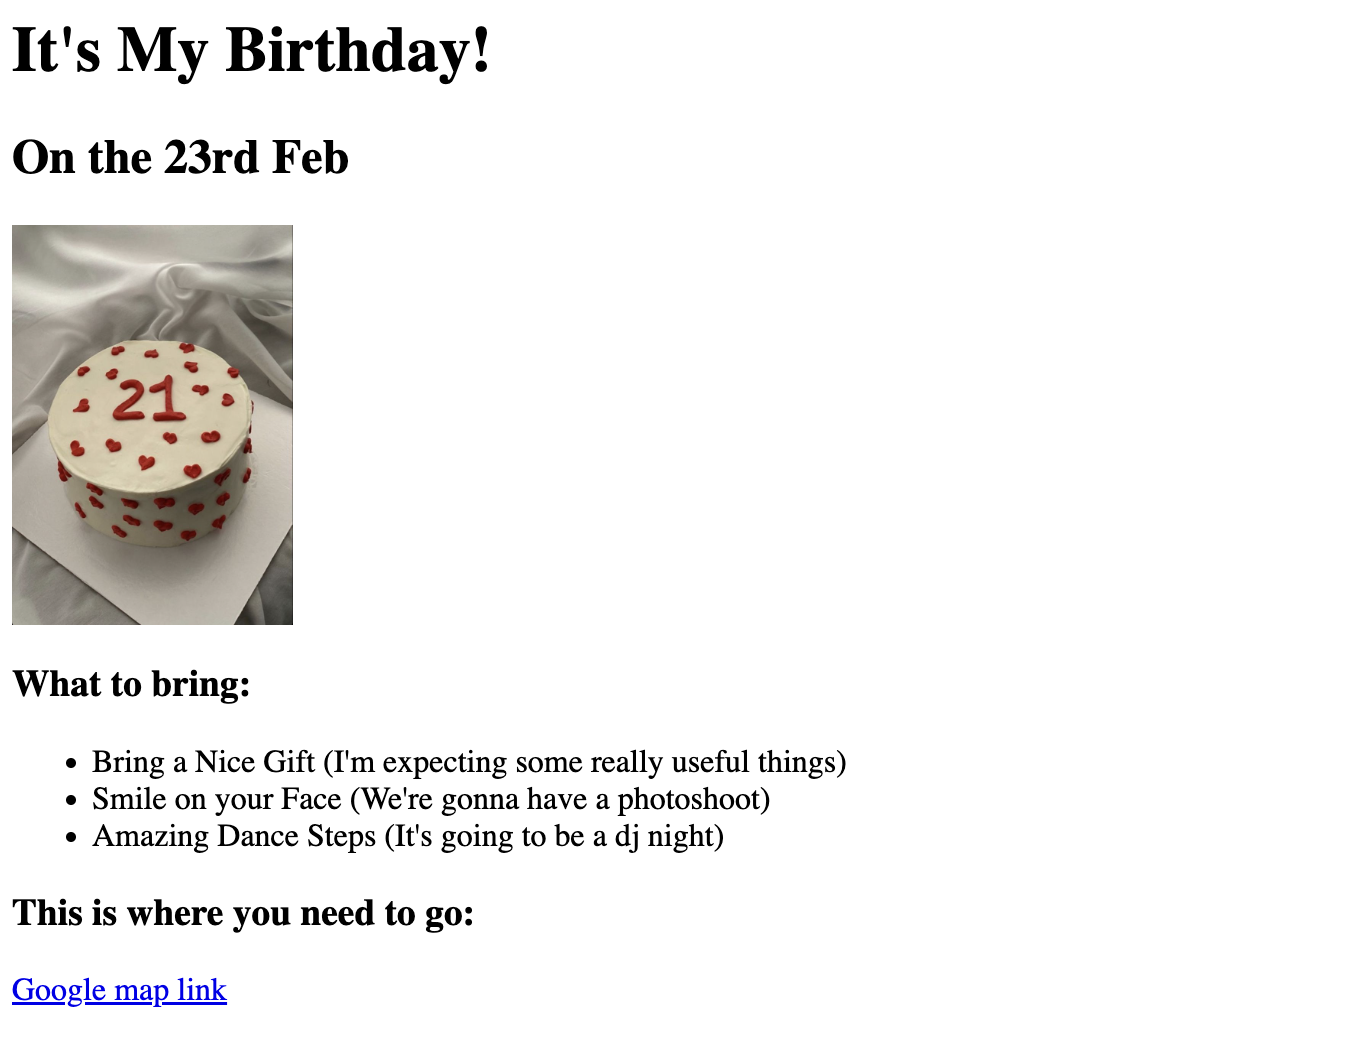 It's My Birthday!
On the 23rd Feb
21
What to bring:
Bring a Nice Gift (I'm expecting some really useful things)
Smile on your Face (We're gonna have a photoshoot)
Amazing Dance Steps (It's going to be a dj night)
This is where you need to go:
Google map link